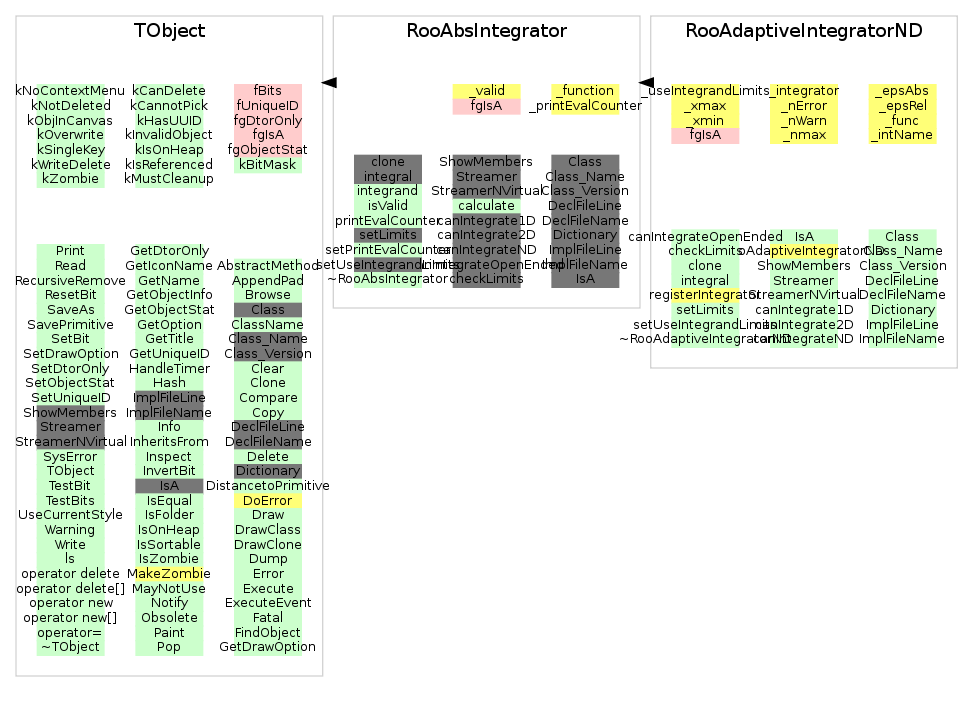 TObject
kNoContextMenu
kNotDeleted
kObjInCanvas
kOverwrite
kSingleKey
kWriteDelete
kZombie
kCanDelete
kCannotPick
kHasUUID
kInvalidObject
kIsOnHeap
kIsReferenced
kMustCleanup
fBits
fUniqueID
fgDtorOnly
fgIsA
fgObjectStat
kBitMask
Print
Read
RecursiveRemove
ResetBit
SaveAs
SavePrimitive
SetBit
SetDrawOption
SetDtorOnly
SetObjectStat
SetUniqueID
ShowMembers
Streamer
StreamerNVirtual
SysError
TObject
TestBit
TestBits
UseCurrentStyle
Warning
Write
ls
operator delete
operator delete[]
operator new
operator new[]
operator=
~TObject
GetDtorOnly
GetIconName
GetName
GetObjectInfo
GetObjectStat
GetOption
GetTitle
GetUniqueID
HandleTimer
Hash
ImplFileLine
ImplFileName
Info
InheritsFrom
Inspect
InvertBit
IsA
IsEqual
IsFolder
IsOnHeap
IsSortable
IsZombie
MakeZombie
MayNotUse
Notify
Obsolete
Paint
Pop
AbstractMethod
AppendPad
Browse
Class
ClassName
Class_Name
Class_Version
Clear
Clone
Compare
Copy
DeclFileLine
DeclFileName
Delete
Dictionary
DistancetoPrimitive
DoError
Draw
DrawClass
DrawClone
Dump
Error
Execute
ExecuteEvent
Fatal
FindObject
GetDrawOption
RooAbsIntegrator
_valid
fgIsA
_function
_printEvalCounter
clone
integral
integrand
isValid
printEvalCounter
setLimits
setPrintEvalCounter
setUseIntegrandLimits
~RooAbsIntegrator
ShowMembers
Streamer
StreamerNVirtual
calculate
canIntegrate1D
canIntegrate2D
canIntegrateND
canIntegrateOpenEnded
checkLimits
Class
Class_Name
Class_Version
DeclFileLine
DeclFileName
Dictionary
ImplFileLine
ImplFileName
IsA
RooAdaptiveIntegratorND
_useIntegrandLimits
_xmax
_xmin
fgIsA
_integrator
_nError
_nWarn
_nmax
_epsAbs
_epsRel
_func
_intName
canIntegrateOpenEnded
checkLimits
clone
integral
registerIntegrator
setLimits
setUseIntegrandLimits
~RooAdaptiveIntegratorND
IsA
oAdaptiveIntegratorND
ShowMembers
Streamer
StreamerNVirtual
canIntegrate1D
canIntegrate2D
canIntegrateND
Class
Class_Name
Class_Version
DeclFileLine
DeclFileName
Dictionary
ImplFileLine
ImplFileName